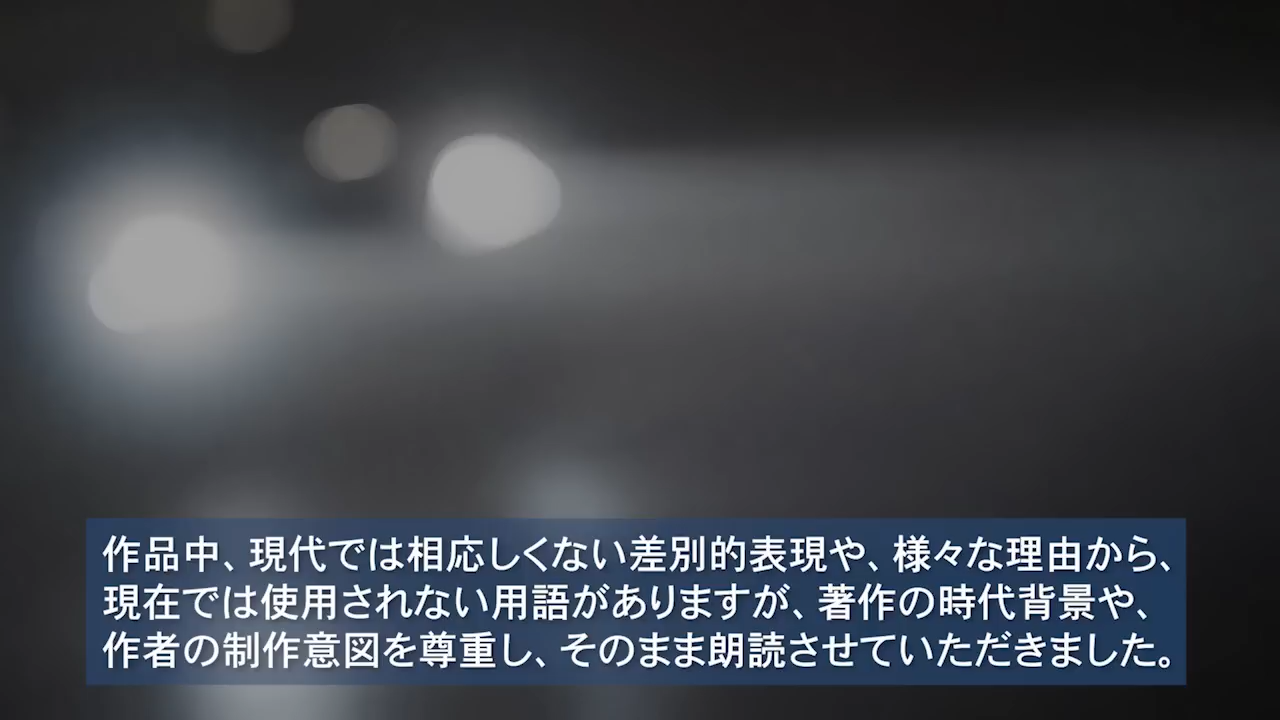 作品中、現代では相応しくない差別的表現や、様々な理由から、
現在では使用されない用語がありますが、著作の時代背景や、
作者の制作意図を尊重し、そのまま朗読させていただきました。